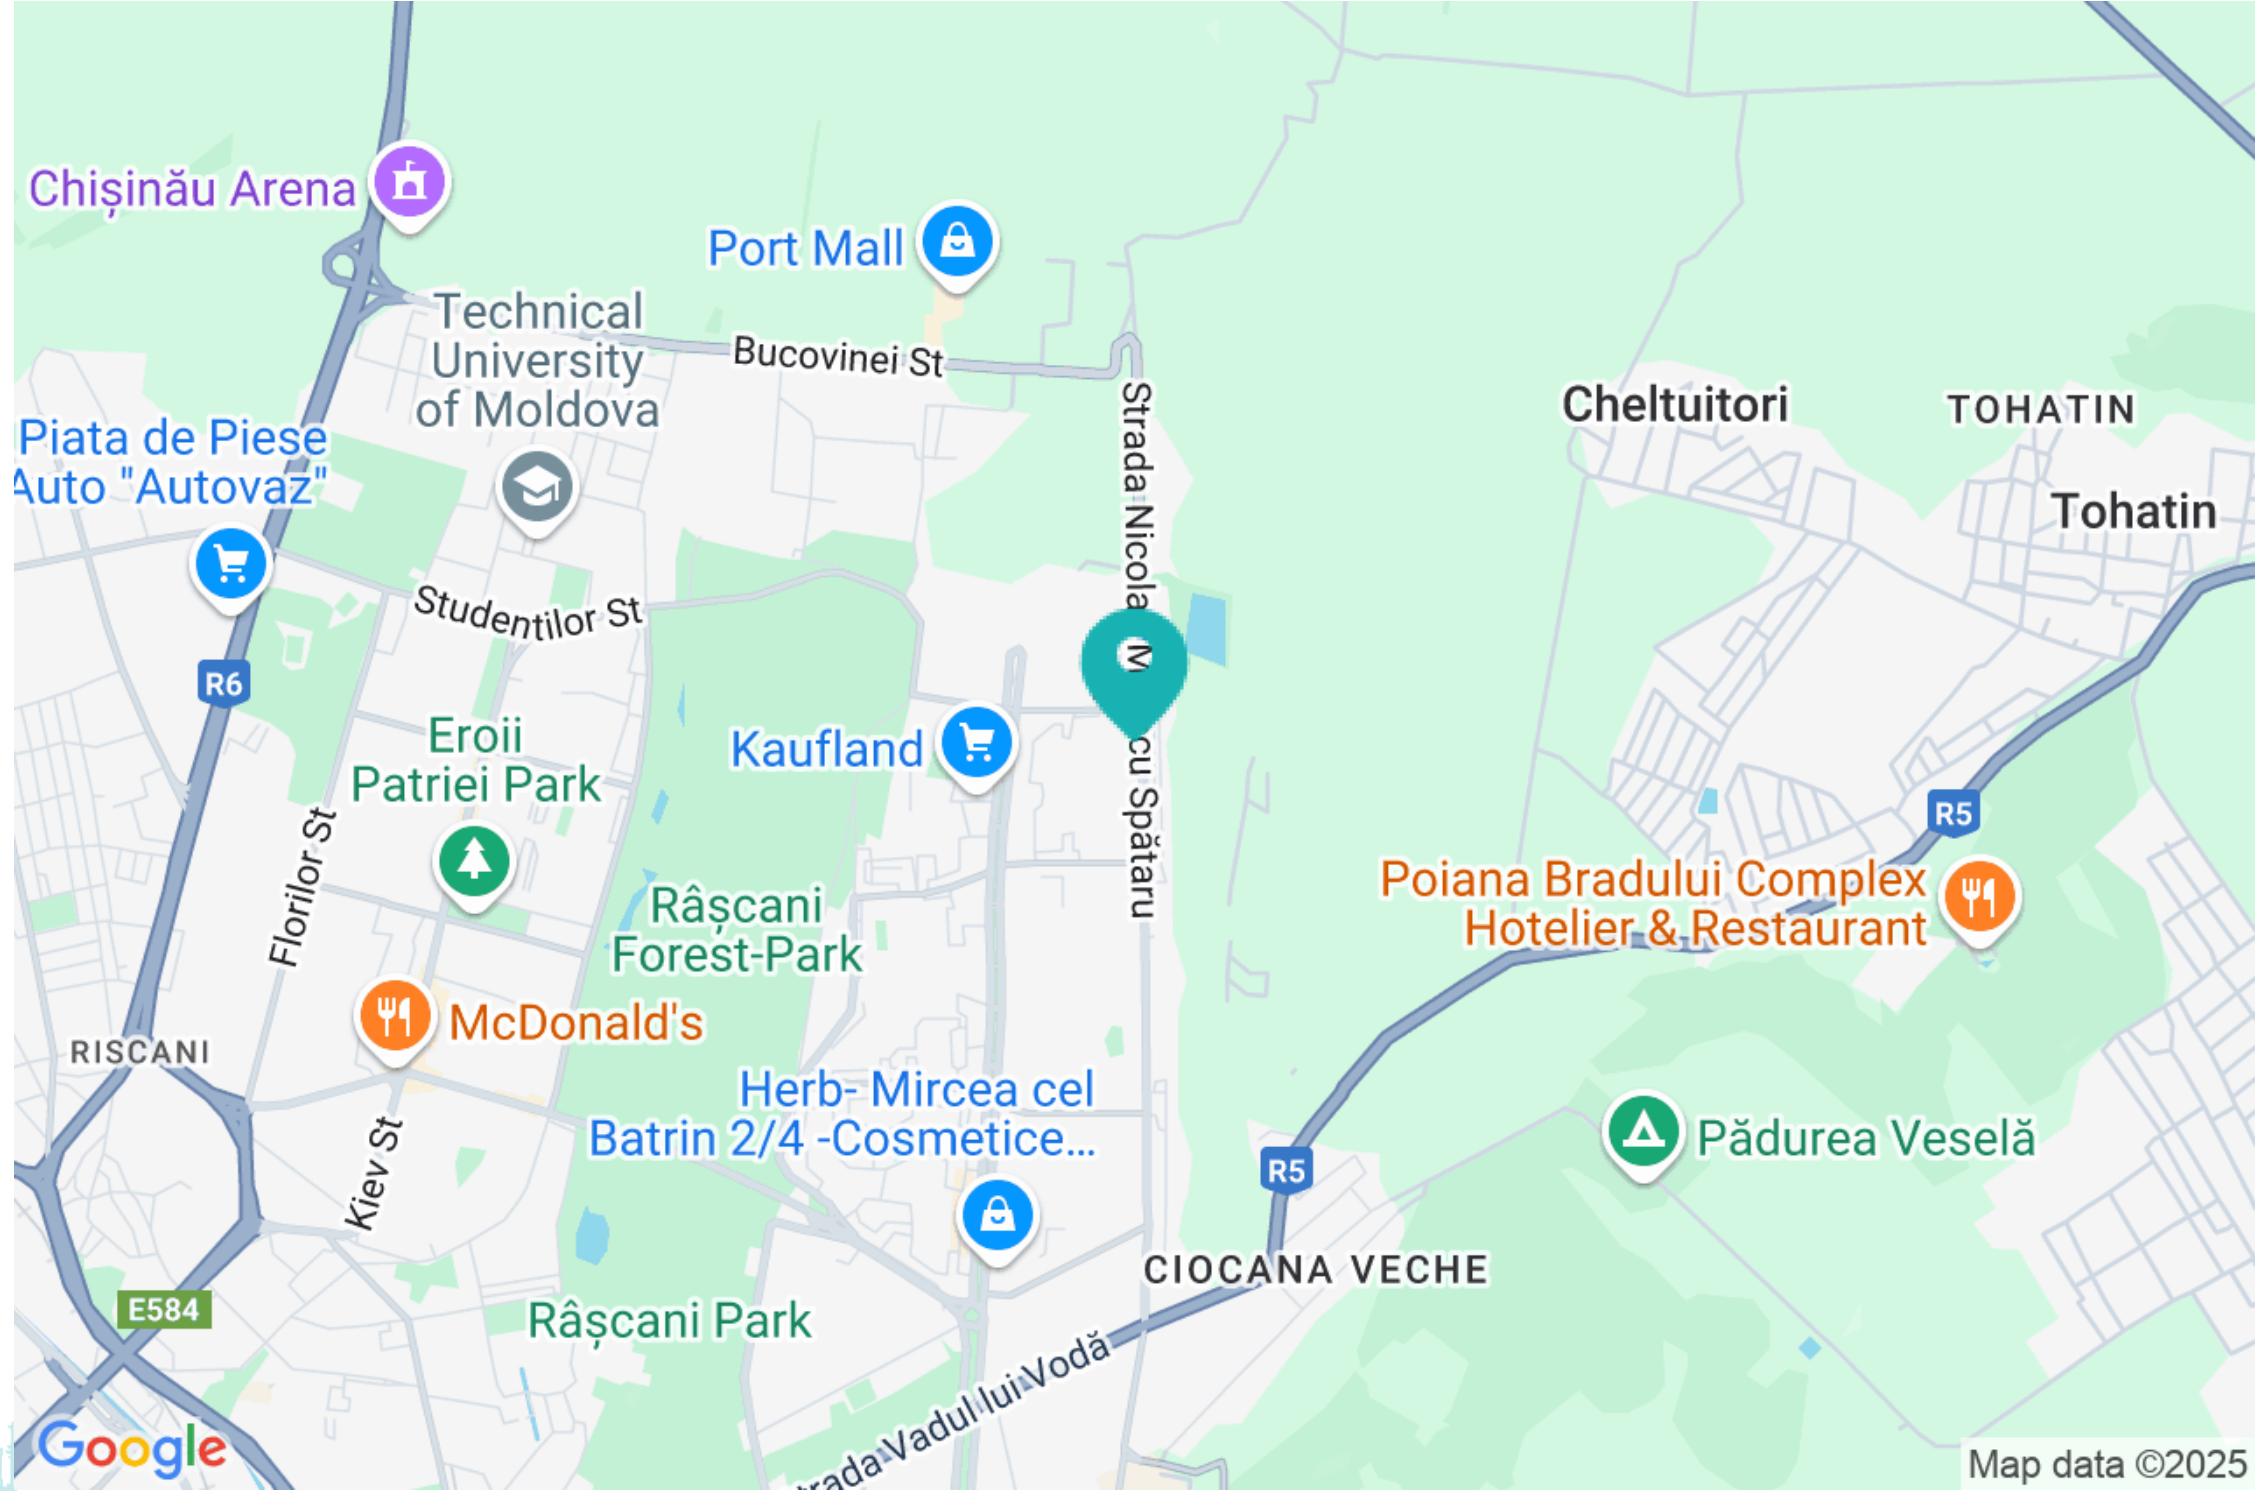 Chișinău Arena
Port Mall
Technical
University
of Moldova
Bucovinei St
Piata de Piese
Auto "Autovaz"
Cheltuitori
TOHATIN
Tohatin
Strada Nicolae Milescu Spătaru
Studentilor St
R6
Eroii
Patriei Park
Kaufland
R5
Florilor St
Râșcani
Forest-Park
Poiana Bradului Complex
Hotelier & Restaurant
McDonald's
RISCANI
Herb- Mircea cel
Batrin 2/4 -Cosmetice...
Kiev St
R5
Pădurea Veselă
CIOCANA VECHE
E584
Râșcani Park
trada Vadul lui Vodă
Google
Map data ©2025